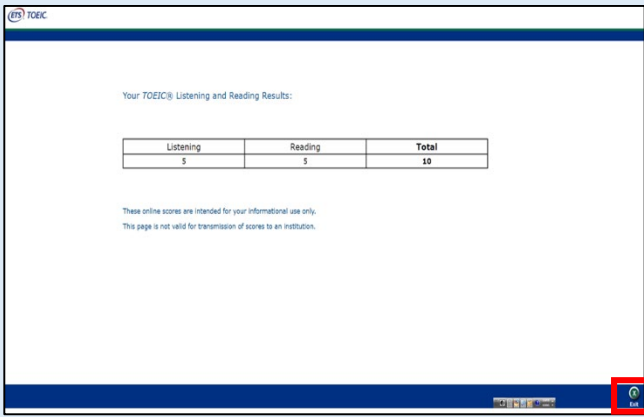 ETS TOEIC
Your TOEIC® Listening and Reading Results:
Listening Reading Total
5 5 10
These online scores are intended for your informational use only.
This page is not valid for transmission of scores to an institution.
Exit